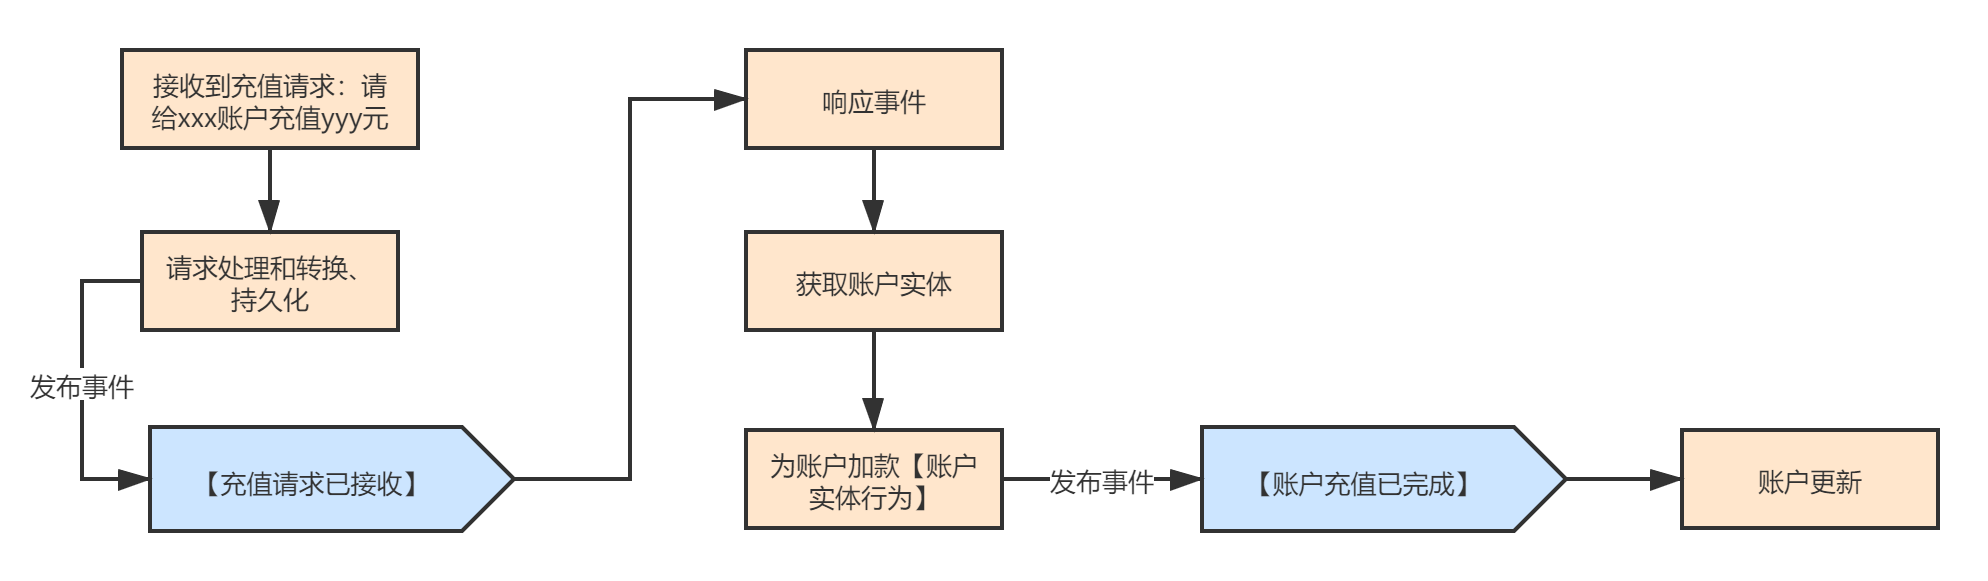 接收到充值请求：请
给xxx账户充值yyy元
请求处理和转换、
持久化
发布事件
【充值请求已接收】
响应事件
获取账户实体
为账户加款【账户
实体行为】
发布事件
【账户充值已完成】
账户更新